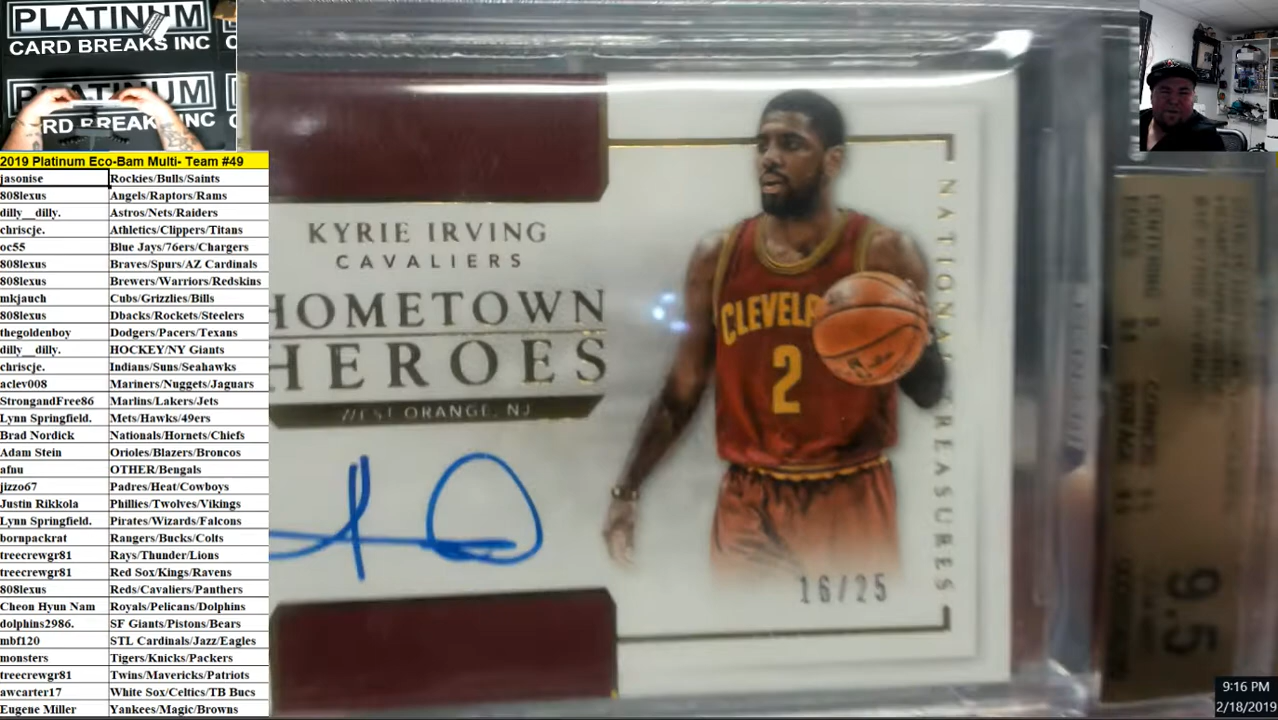 PLATINUM
CARD BREAKS INC
PLATINUM
RD BREAK INC
2019 Platinum Eco-Bam Multi- Team #49
jasonise Rockies/Bulls/Saints
808lexus Angels/Raptors/Rams
dilly__dilly. Astros/Nets/Raiders
chriscje. Athletics/Clippers/Titans
oc55 Blue Jays/76ers/Chargers
808lexus Braves/Spurs/AZ Cardinals
808lexus Brewers/Warriors/Redskins
mkjauch Cubs/Grizzlies/Bills
808lexus Dbacks/Rockets/Steelers
thegoldenboy Dodgers/Pacers/Texans
dilly__dilly. HOCKEY/NY Giants
chriscje. Indians/Suns/Seahawks
aclev008 Mariners/Nuggets/Jaguars
StrongandFree86 Marlins/Lakers/Jets
Lynn Springfield. Mets/Hawks/49ers
Brad Nordick Nationals/Hornets/Chiefs
Adam Stein Orioles/Blazers/Broncos
afnu OTHER/Bengals
jizzo67 Padres/Heat/Cowboys
Justin Rikkola Phillies/Twolves/Vikings
Lynn Springfield. Pirates/Wizards/Falcons
bornpackrat Rangers/Bucks/Colts
treecrewgr81 Rays/Thunder/Lions
treecrewgr81 Red Sox/Kings/Ravens
808lexus Reds/Cavaliers/Panthers
Cheon Hyun Nam Royals/Pelicans/Dolphins
dolphins2986. SF Giants/Pistons/Bears
mbf120 STL Cardinals/Jazz/Eagles
monsters Tigers/Knicks/Packers
treecrewgr81 Twins/Mavericks/Patriots
awcarter17 White Sox/Celtics/TB Bucs
Eugene Miller Yankees/Magic/Browns
KYRIE IRVING
CAVALIERS
HOMETOWN
HEROES
WEST ORANGE, NJ
CLEVEL
2
16/25
NATIONAL TREASURES
CENTERING
CORNERS
EDGES
SURFACE
9.5
9:16 PM
2/18/2019